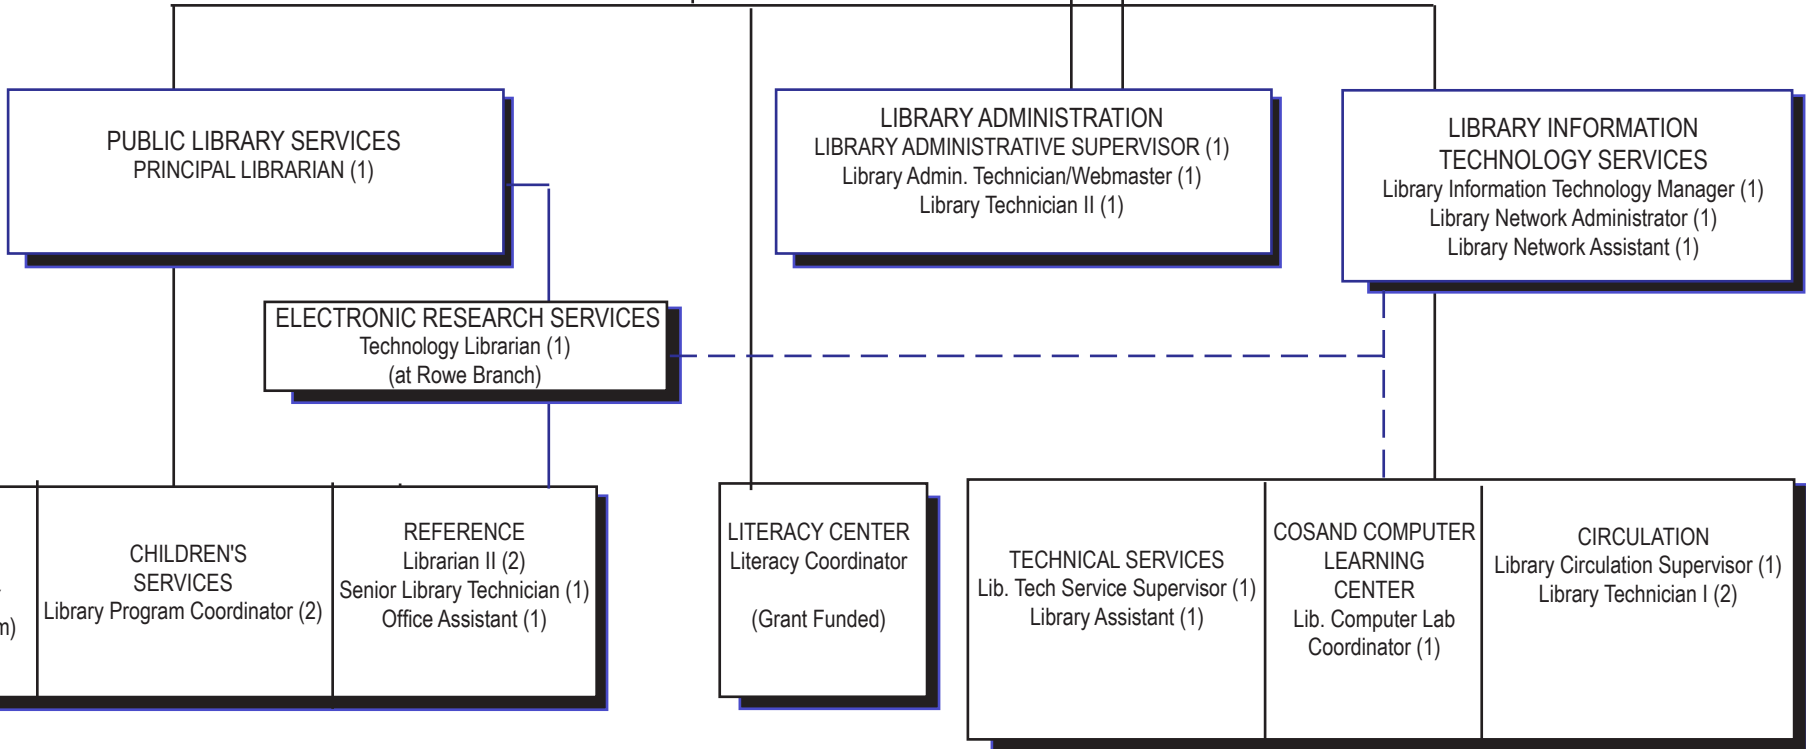 PUBLIC LIBRARY SERVICES
PRINCIPAL LIBRARIAN (1)
LIBRARY ADMINISTRATION
LIBRARY ADMINISTRATIVE SUPERVISOR (1)
Library Admin. Technician/Webmaster (1)
Library Technician II (1)
LIBRARY INFORMATION
TECHNOLOGY SERVICES
Library Information Technology Manager (1)
Library Network Administrator (1)
Library Network Assistant (1)
ELECTRONIC RESEARCH SERVICES
Technology Librarian (1)
(at Rowe Branch)
m)
CHILDREN'S
SERVICES
Library Program Coordinator (2)
REFERENCE
Librarian II (2)
Senior Library Technician (1)
Office Assistant (1)
LITERACY CENTER
Literacy Coordinator
(Grant Funded)
TECHNICAL SERVICES
Lib. Tech Service Supervisor (1)
Library Assistant (1)
COSAND COMPUTER
LEARNING
CENTER
Lib. Computer Lab
Coordinator (1)
CIRCULATION
Library Circulation Supervisor (1)
Library Technician I (2)